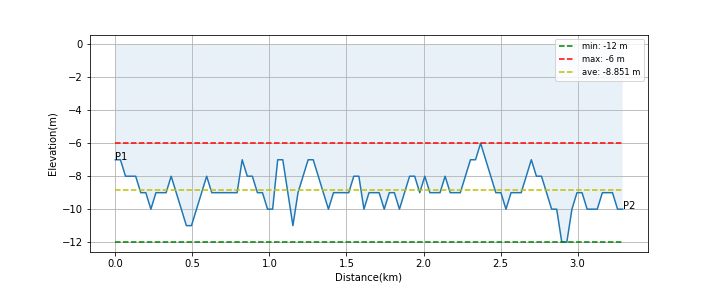 min: -12 m
max: -6 m
ave: -8.851 m
0
−2
−4
−6
−8
−10
−12
Elevation(m)
P1
P2
0.0 0.5 1.0 1.5 2.0 2.5 3.0
Distance(km)